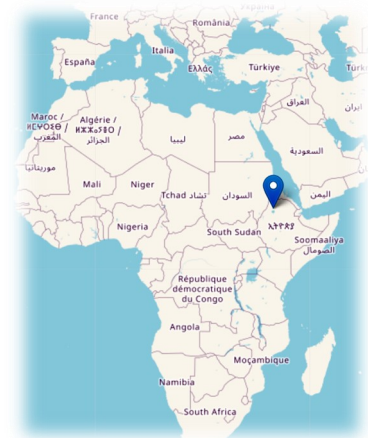 France
România
Italia
España
Ελλάς
Türkiye
العراق
ایران
Maroc /
ⵍⵎⵖⵔⵉⴱ /
المغرب
Algérie /
الجزائر
ليبيا
مصر
السعودية
موريتانيا
Mali
Niger
Tchad تشاد
السودان
اليمن
Nigeria
South Sudan
ኢትዮጵያ
Soomaaliya
الصومال
République
démocratique
du Congo
Angola
Moçambique
Namibia
South Africa